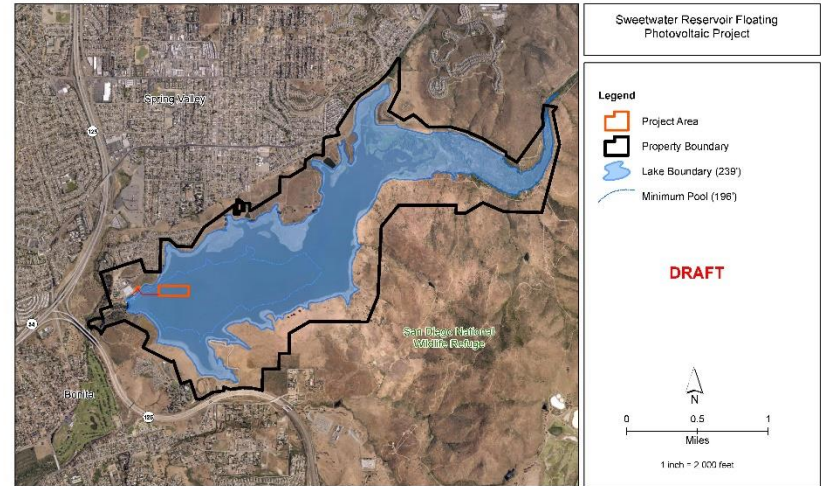 Sweetwater Reservoir Floating
Photovoltaic Project
Legend
Project Area
Property Boundary
Lake Boundary (239')
Minimum Pool (196')
DRAFT
N
0 0.5 1
Miles
1 inch = 2,000 feet
Spring Valley
125
54
San Diego National
Wildlife Refuge
Bonita
125